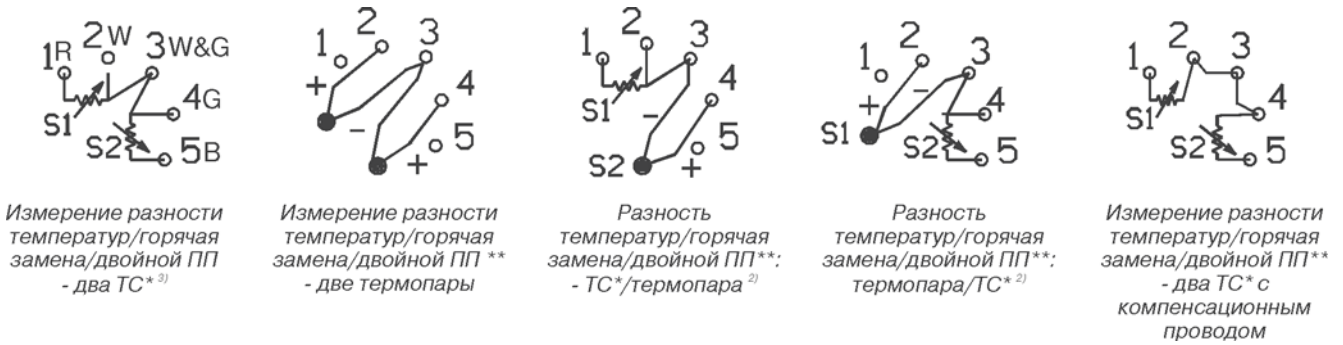 1R 2W 3W&G
4G
S1
S2 5B
Измерение разности
температур/горячая
замена/двойной ПП
- два ТС* 3)
1 2 3
+
4
-
5
+
Измерение разности
температур/горячая
замена/двойной ПП **
- две термопары
1 2 3
4
S1
-
5
S2 +
Разность
температур/горячая
замена/двойной ПП**:
- ТС*/термопара 2)
1 2 3
+ -
4
S1
S2 5
Разность
температур/горячая
замена/двойной ПП**:
термопара/ТС* 2)
1 2 3
4
S1
S2 5
Измерение разности
температур/горячая
замена/двойной ПП**
- два ТС* с
компенсационным
проводом